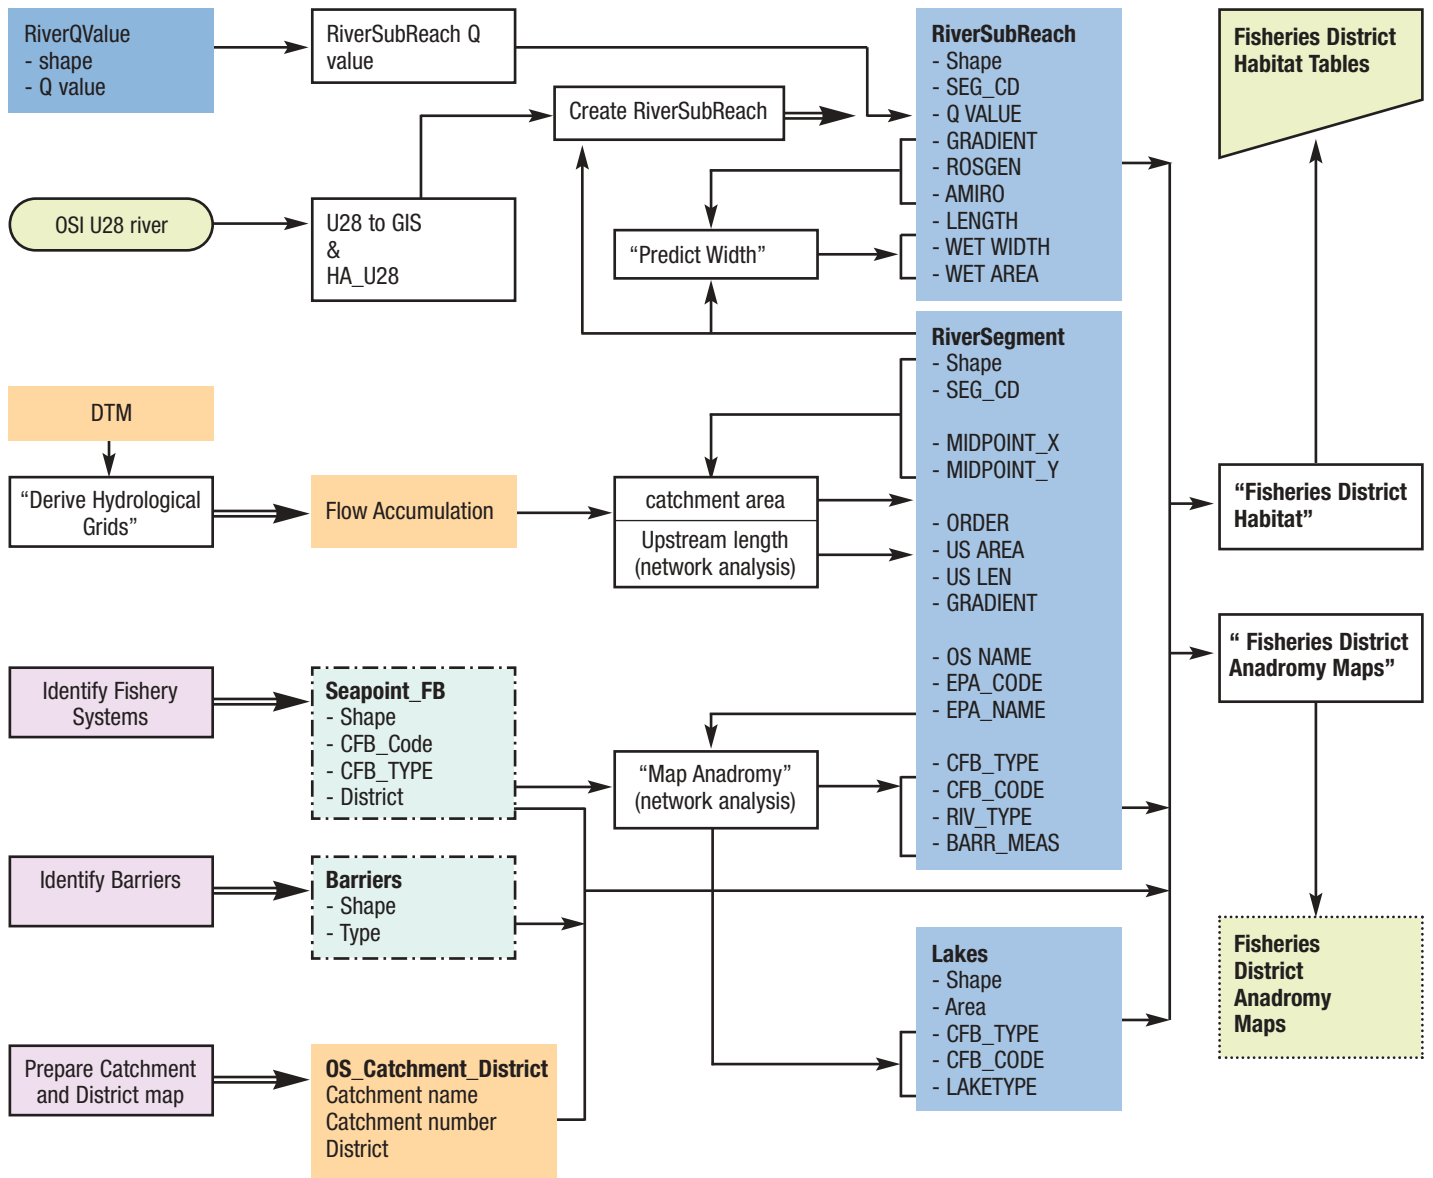 RiverQValue
- shape
- Q value
RiverSubReach Q
value
Create RiverSubReach
OSI U28 river
U28 to GIS
&
HA_U28
“Predict Width”
RiverSubReach
- Shape
- SEG_CD
- Q VALUE
- GRADIENT
- ROSGEN
- AMIRO
- LENGTH
- WET WIDTH
- WET AREA
Fisheries District
Habitat Tables
DTM
“Derive Hydrological
Grids”
Flow Accumulation
catchment area
Upstream length
(network analysis)
RiverSegment
- Shape
- SEG_CD
- MIDPOINT_X
- MIDPOINT_Y
- ORDER
- US AREA
- US LEN
- GRADIENT
- OS NAME
- EPA_CODE
- EPA_NAME
- CFB_TYPE
- CFB_CODE
- RIV_TYPE
- BARR_MEAS
“Fisheries District
Habitat”
“ Fisheries District
Anadromy Maps”
Identify Fishery
Systems
Seapoint_FB
- Shape
- CFB_Code
- CFB_TYPE
- District
“Map Anadromy”
(network analysis)
Identify Barriers
Barriers
- Shape
- Type
Lakes
- Shape
- Area
- CFB_TYPE
- CFB_CODE
- LAKETYPE
Fisheries
District
Anadromy
Maps
Prepare Catchment
and District map
OS_Catchment_District
Catchment name
Catchment number
District